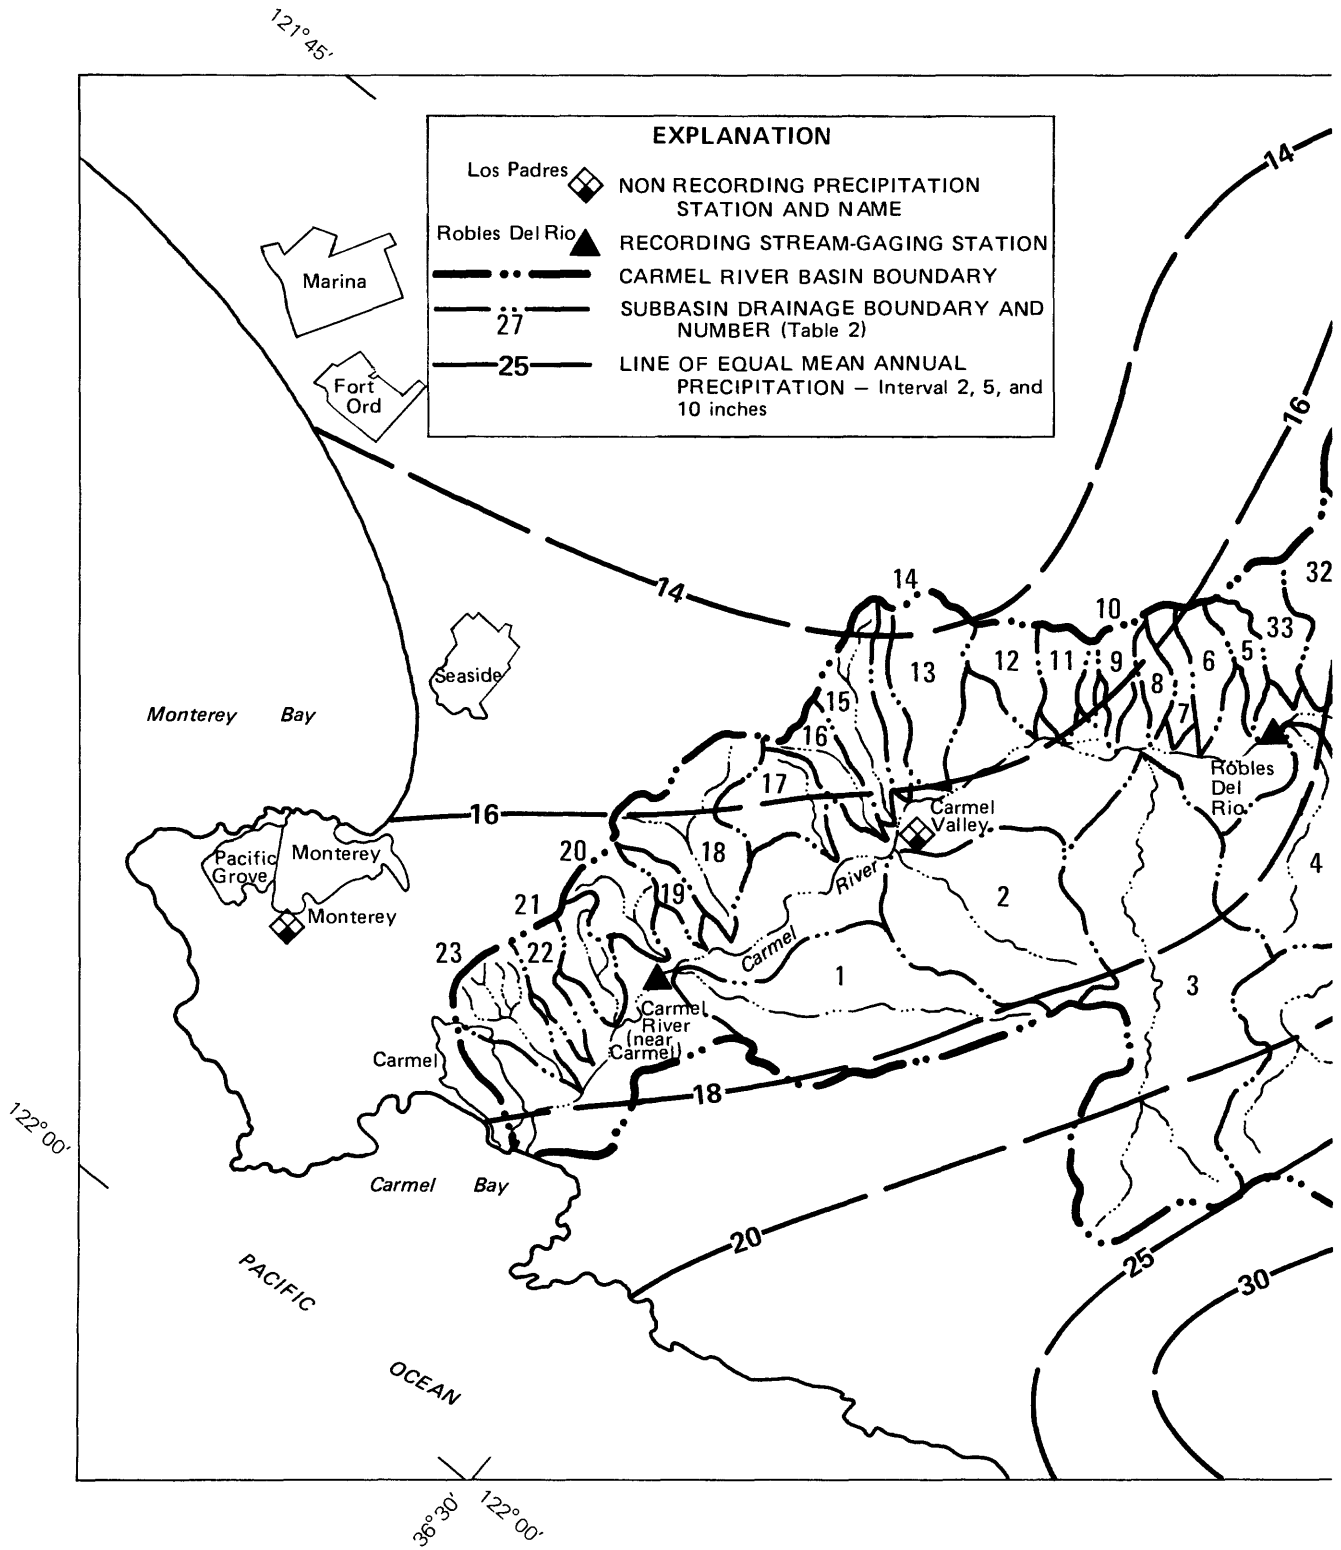 121°45'
EXPLANATION
Los Padres
NON RECORDING PRECIPITATION
STATION AND NAME
Robles Del Rio
RECORDING STREAM-GAGING STATION
CARMEL RIVER BASIN BOUNDARY
27
SUBBASIN DRAINAGE BOUNDARY AND
NUMBER (Table 2)
25
LINE OF EQUAL MEAN ANNUAL
PRECIPITATION — Interval 2, 5, and
10 inches
14
Marina
Fort
Ord
16
14
14
10
32
33
Seaside
13
12
11
9
8
6
5
7
15
16
17
Monterey Bay
Robles
Del
Rio
16
Carmel
Valley
Pacific
Grove
Monterey
Monterey
20
18
19
River
2
4
21
22
23
Carmel
1
3
Carmel
River
(near
Carmel)
Carmel
18
122°00'
Carmel Bay
20
25
30
PACIFIC
OCEAN
36°30'
122°00'